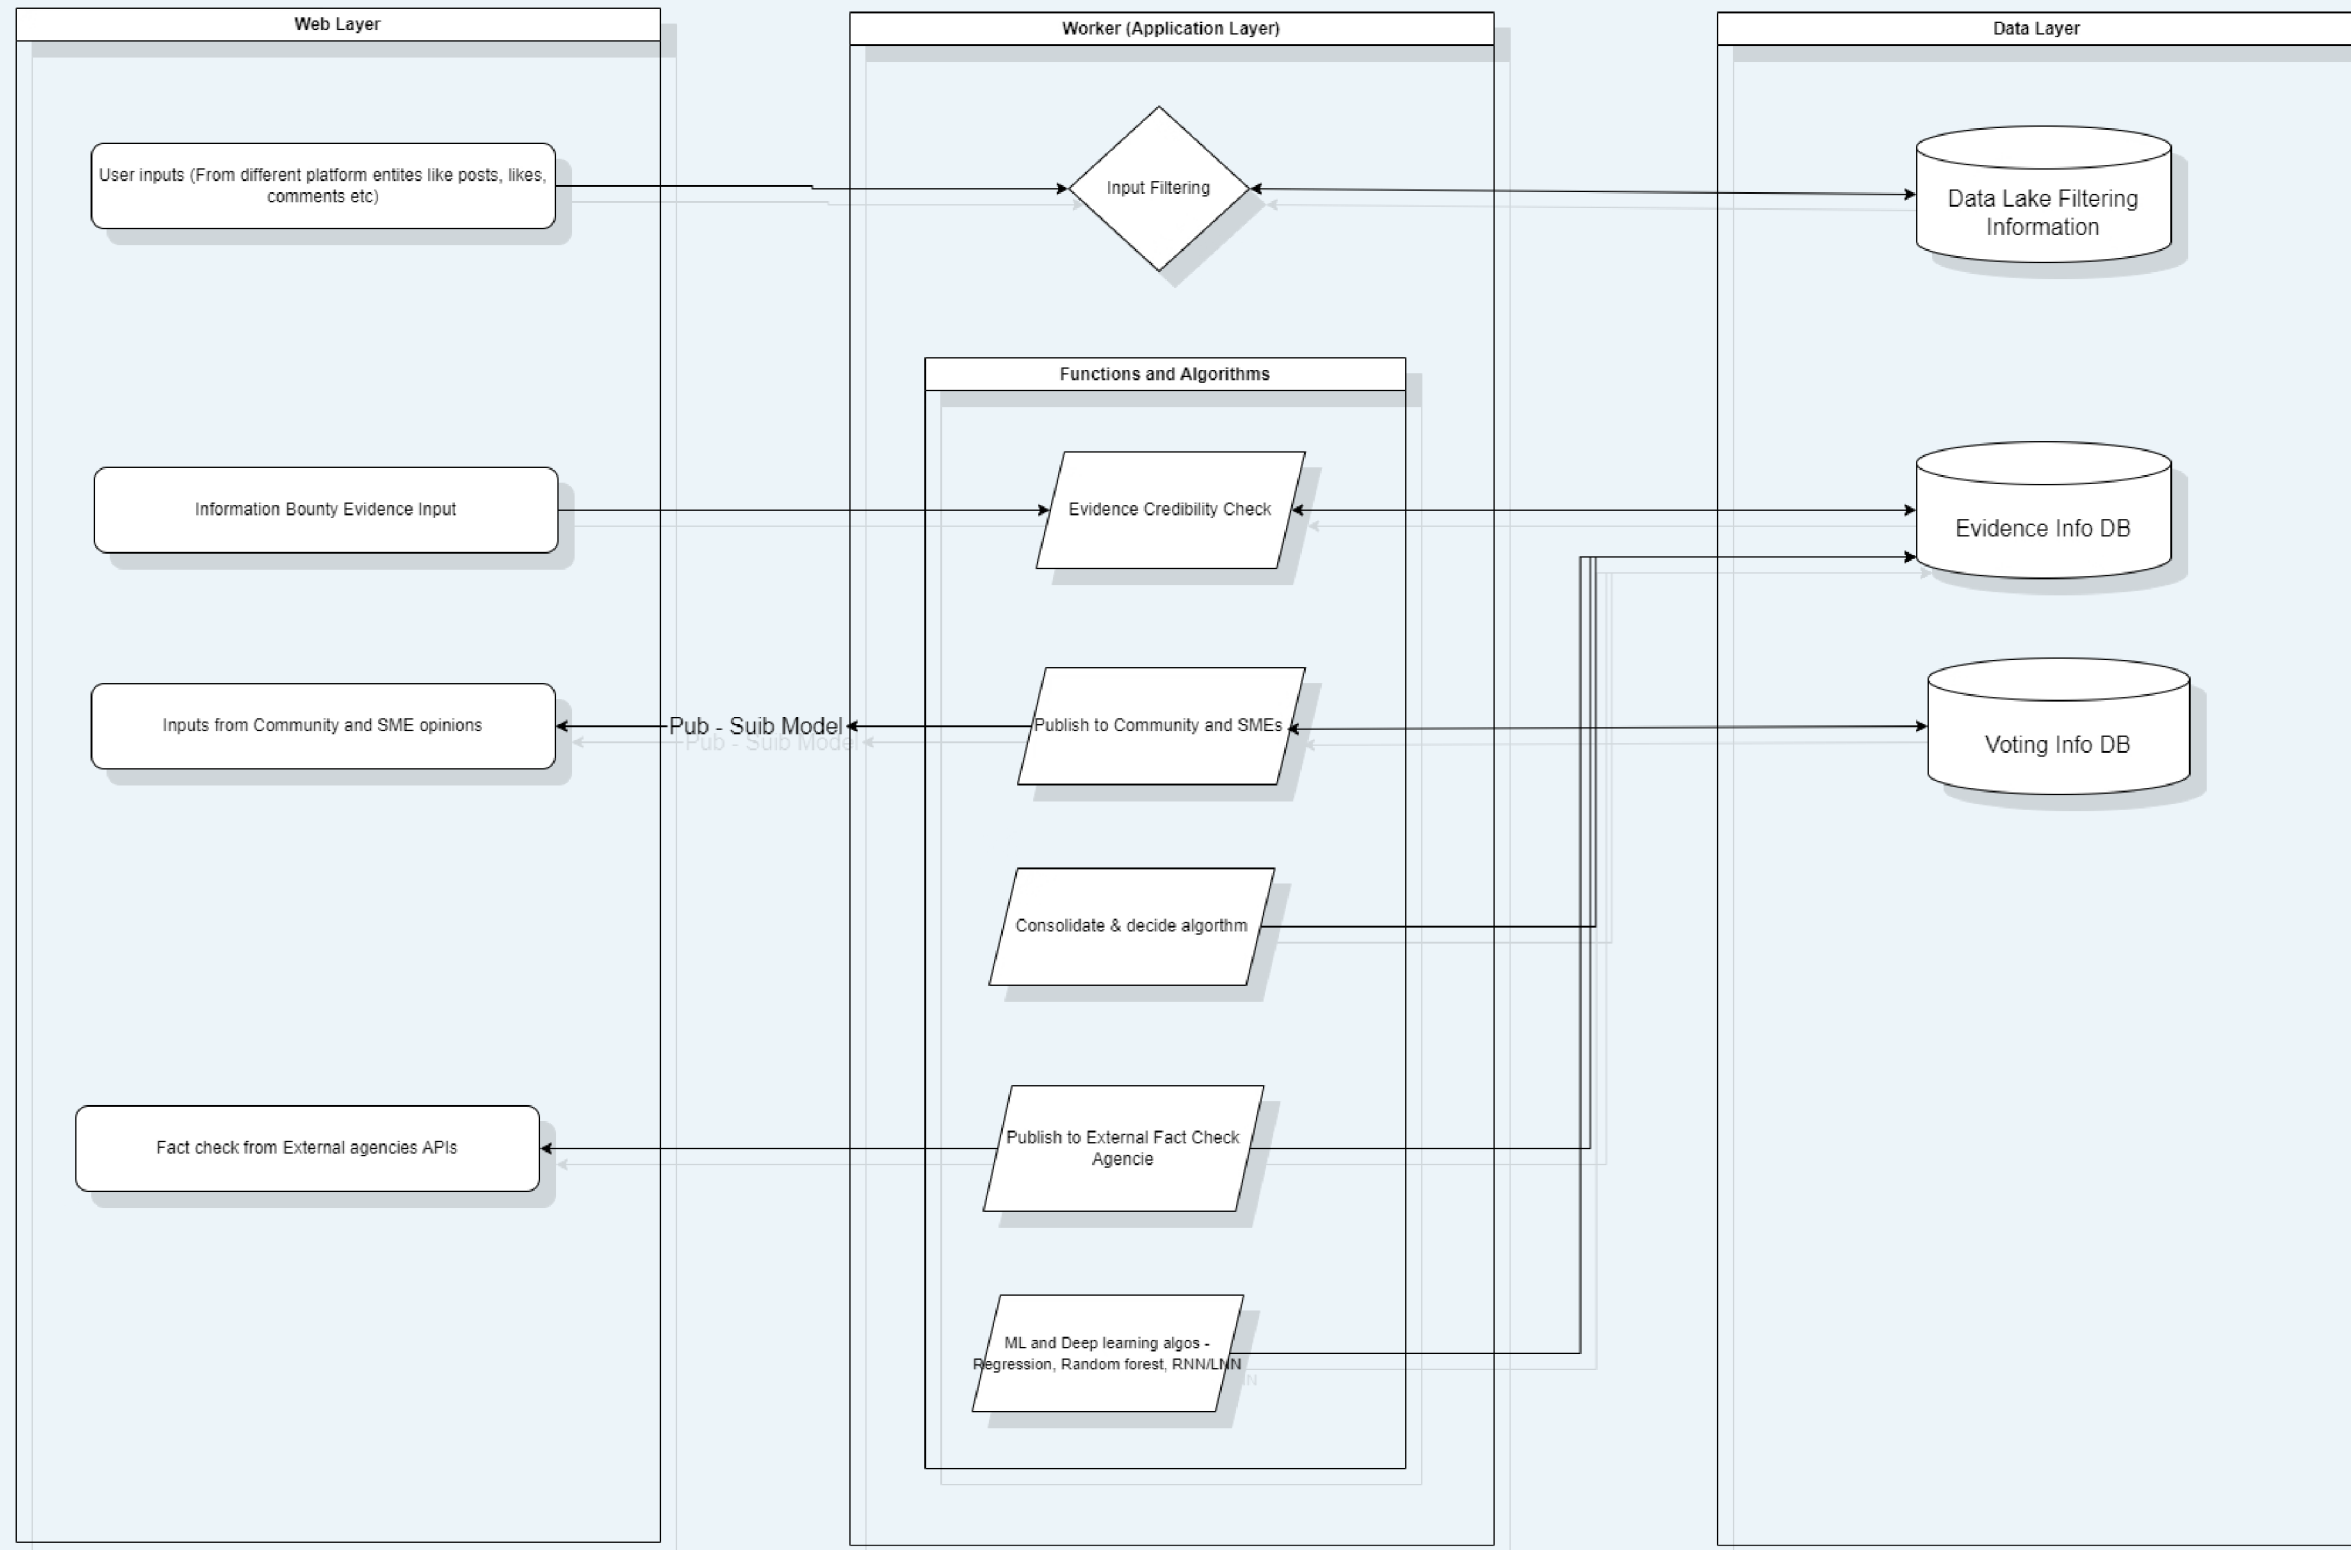 Web Layer
Worker (Application Layer)
Data Layer
User inputs (From different platform entites like posts, likes,
comments etc)
Input Filtering
Data Lake Filtering
Information
Functions and Algorithms
Information Bounty Evidence Input
Evidence Credibility Check
Evidence Info DB
Inputs from Community and SME opinions
Pub - Suib Model
Publish to Community and SMEs
Voting Info DB
Consolidate & decide algorthm
Fact check from External agencies APIs
Publish to External Fact Check
Agencie
ML and Deep learning algos -
Regression, Random forest, RNN/LNN